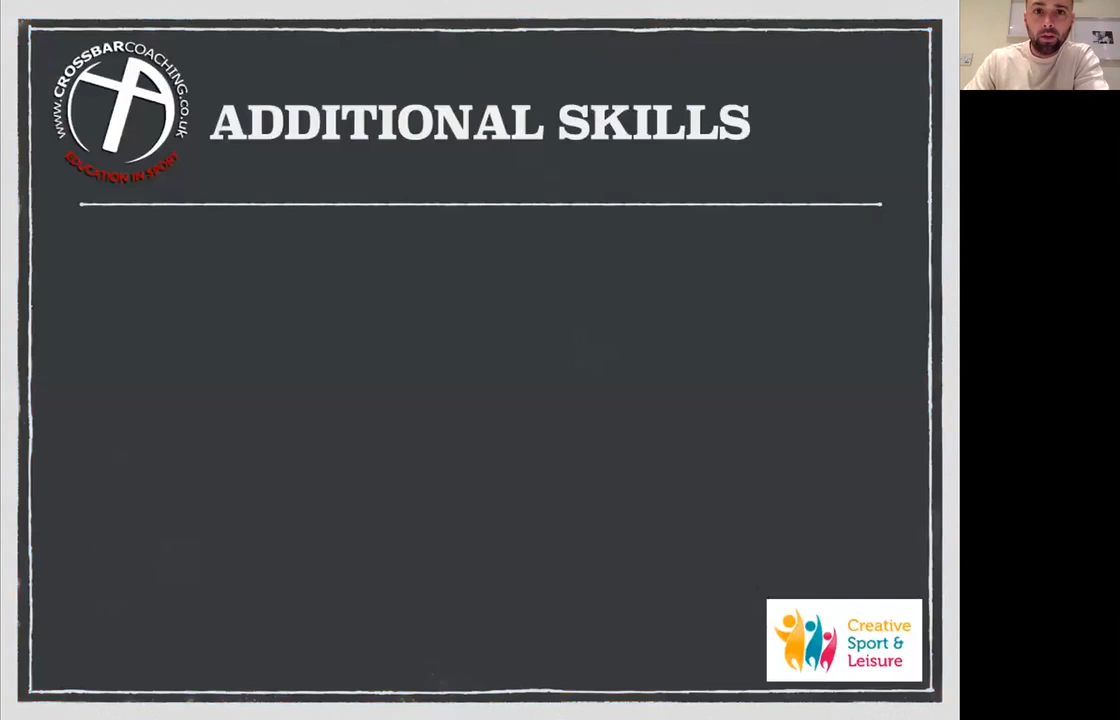 www.CROSSBARCOACHING.co.uk
EDUCATION IN SPORT
ADDITIONAL SKILLS
Creative
Sport &
Leisure